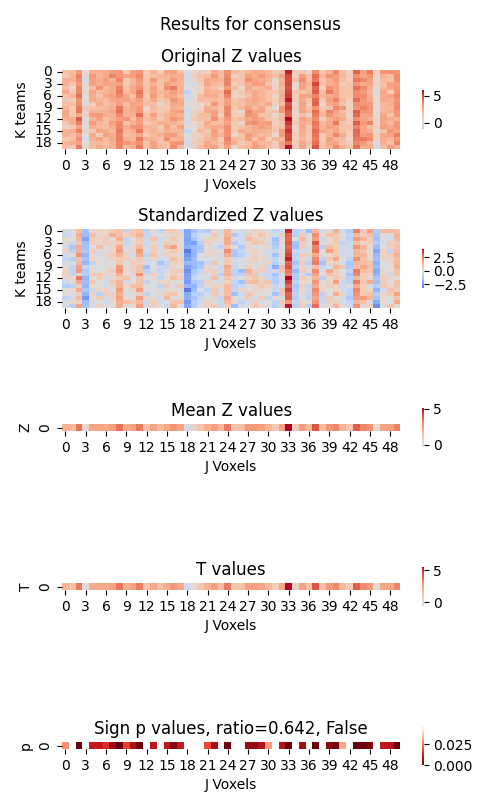 Results for consensus
Original Z values
K teams
0
3
6
9
12
15
18
5
0
0 3 6 9 12 15 18 21 24 27 30 33 36 39 42 45 48
J Voxels
Standardized Z values
K teams
0
3
6
9
12
15
18
2.5
0.0
−2.5
0 3 6 9 12 15 18 21 24 27 30 33 36 39 42 45 48
J Voxels
Mean Z values
Z
0
5
0
0 3 6 9 12 15 18 21 24 27 30 33 36 39 42 45 48
J Voxels
T values
T
0
5
0
0 3 6 9 12 15 18 21 24 27 30 33 36 39 42 45 48
J Voxels
Sign p values, ratio=0.642, False
p
0
0.025
0.000
0 3 6 9 12 15 18 21 24 27 30 33 36 39 42 45 48
J Voxels